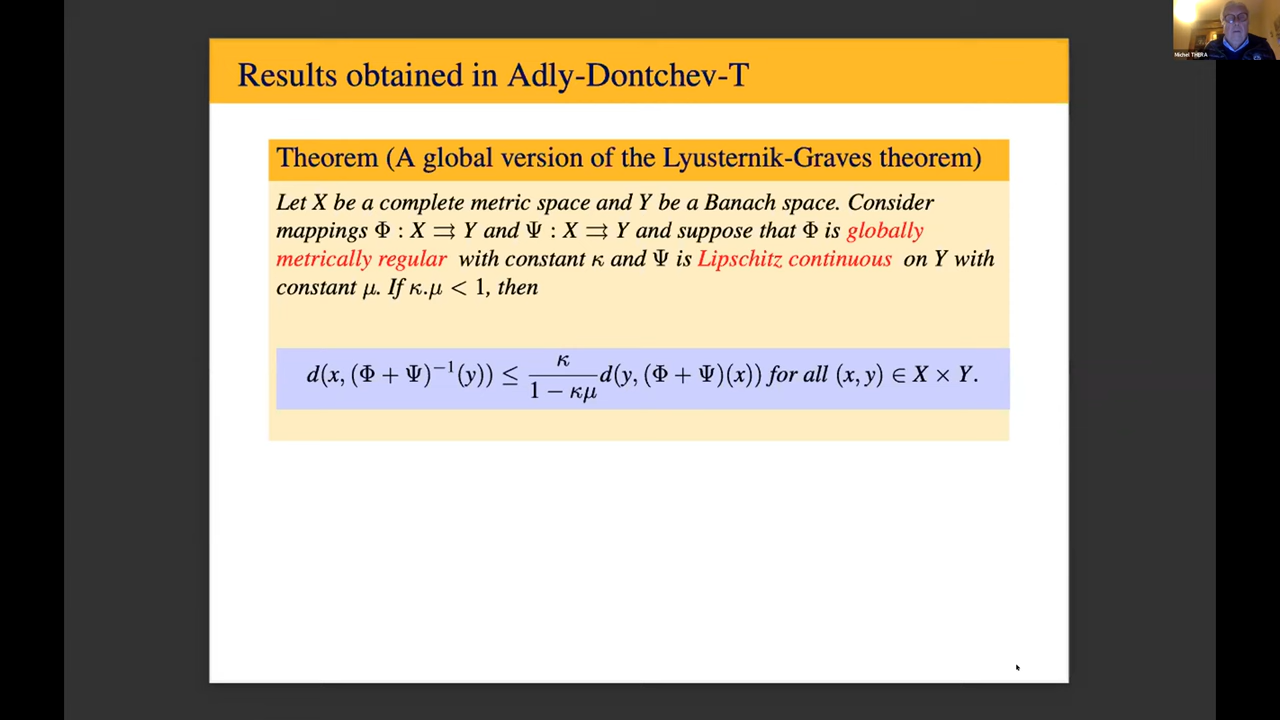 Michel THERA
Results obtained in Adly-Dontchev-T
Theorem (A global version of the Lyusternik-Graves theorem)
Let X be a complete metric space and Y be a Banach space. Consider
mappings Φ : X ⇉ Y and Ψ : X ⇉ Y and suppose that Φ is globally
metrically regular with constant κ and Ψ is Lipschitz continuous on Y with
constant μ. If κ.μ < 1, then
d(x, (Φ + Ψ)⁻¹(y)) ≤ κ/(1 − κμ) d(y, (Φ + Ψ)(x)) for all (x, y) ∈ X × Y.